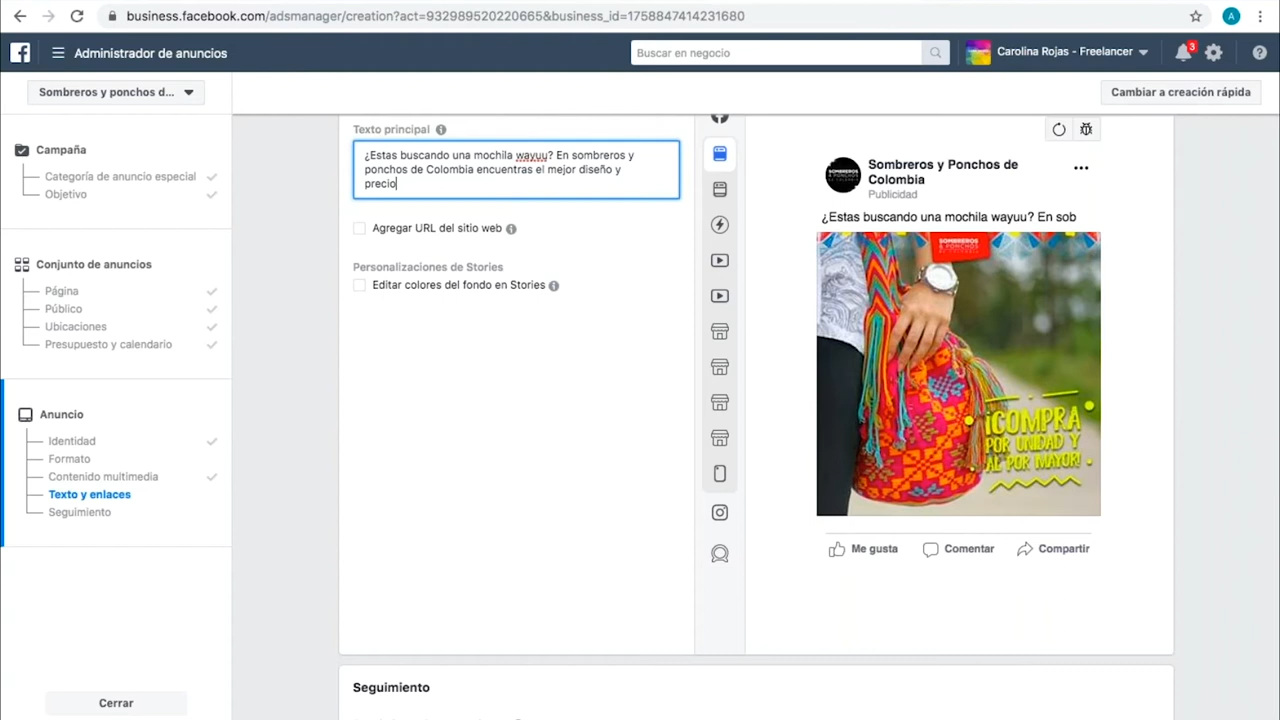 business.facebook.com/adsmanager/creation?act=932989520220665&business_id=1758847414231680
A
Administrador de anuncios
Buscar en negocio
Carolina Rojas - Freelancer
3
Sombreros y ponchos d...
Cambiar a creación rápida
Campaña
Categoría de anuncio especial
Objetivo
Conjunto de anuncios
Página
Público
Ubicaciones
Presupuesto y calendario
Anuncio
Identidad
Formato
Contenido multimedia
Texto y enlaces
Seguimiento
Cerrar
Texto principal
¿Estas buscando una mochila wayuu? En sombreros y
ponchos de Colombia encuentras el mejor diseño y
precio
Agregar URL del sitio web
Personalizaciones de Stories
Editar colores del fondo en Stories
Sombreros y Ponchos de
Colombia
Publicidad
¿Estas buscando una mochila wayuu? En sob
SOMBREROS
& PONCHOS
DE COLOMBIA
¡COMPRA
POR UNIDAD Y
AL POR MAYOR!
Me gusta
Comentar
Compartir
Seguimiento